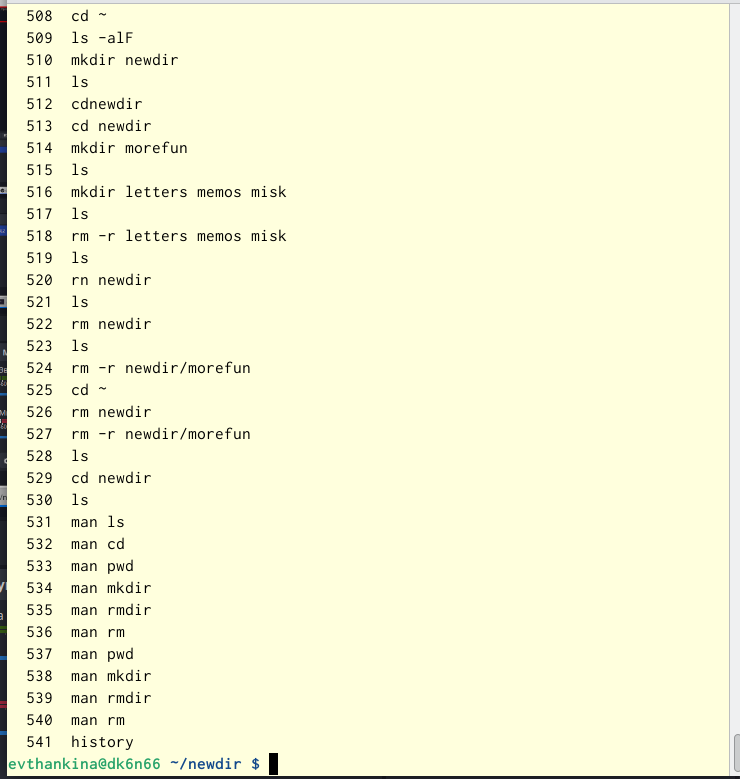 508 cd ~
509 ls -alF
510 mkdir newdir
511 ls
512 cdnewdir
513 cd newdir
514 mkdir morefun
515 ls
516 mkdir letters memos misk
517 ls
518 rm -r letters memos misk
519 ls
520 rn newdir
521 ls
522 rm newdir
523 ls
524 rm -r newdir/morefun
525 cd ~
526 rm newdir
527 rm -r newdir/morefun
528 ls
529 cd newdir
530 ls
531 man ls
532 man cd
533 man pwd
534 man mkdir
535 man rmdir
536 man rm
537 man pwd
538 man mkdir
539 man rmdir
540 man rm
541 history
evthankina@dk6n66 ~/newdir $